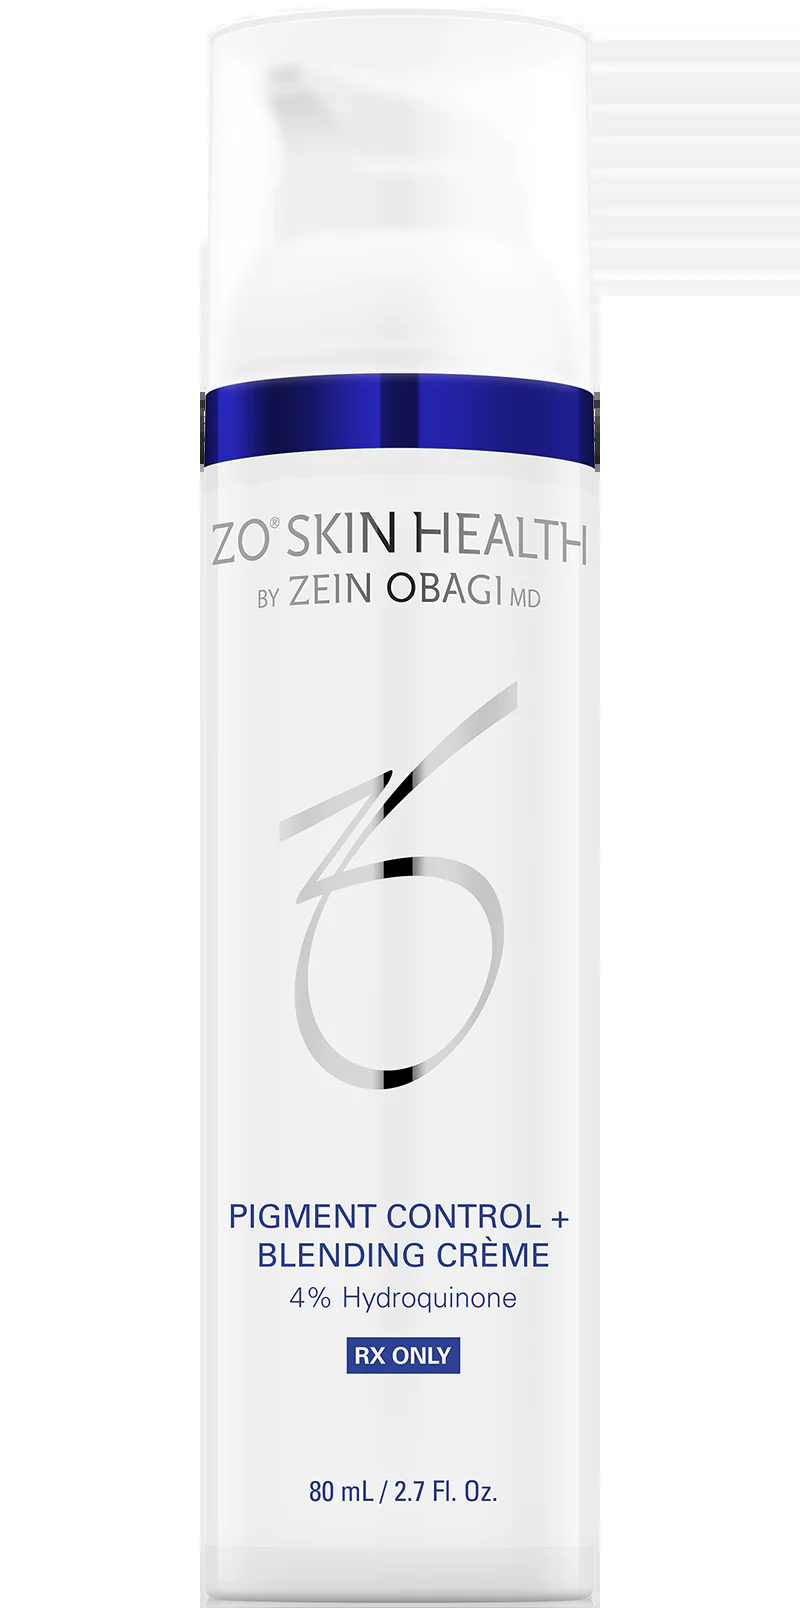 ZO® SKIN HEALTH
BY ZEIN OBAGI MD
PIGMENT CONTROL +
BLENDING CRÈME
4% Hydroquinone
RX ONLY
80 mL / 2.7 Fl. Oz.